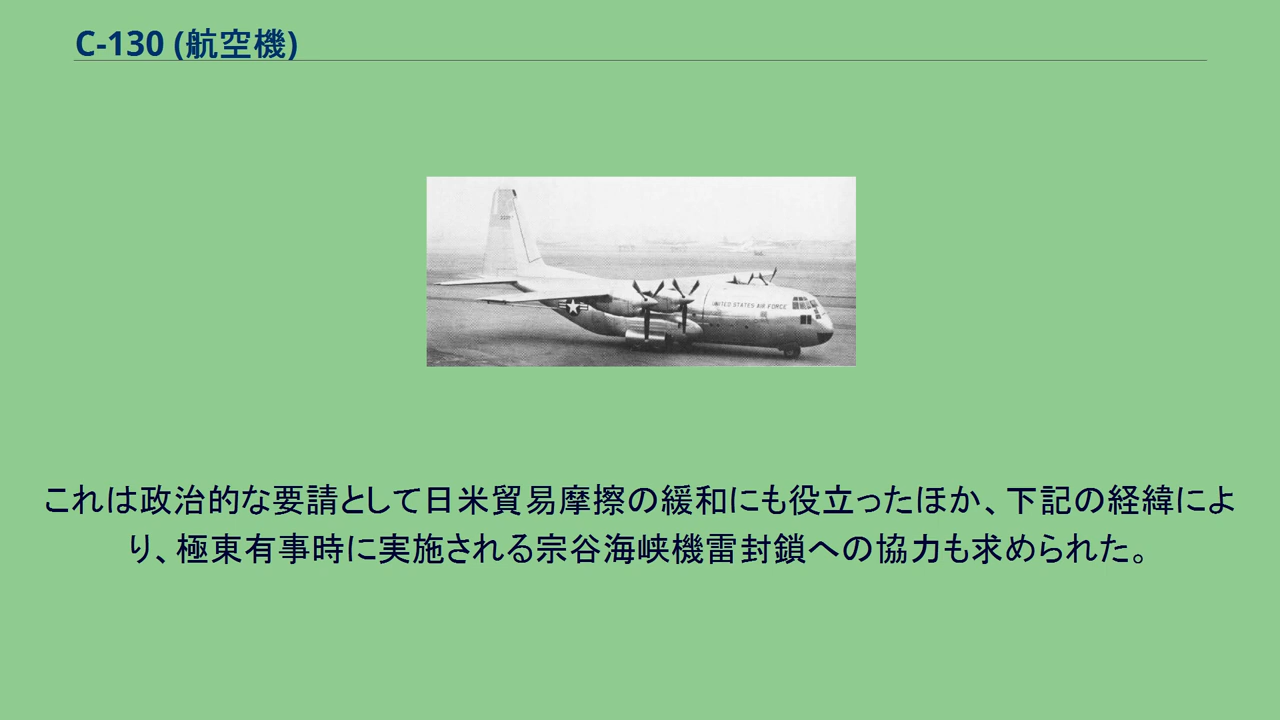 C-130 (航空機)
UNITED STATES AIR FORCE
これは政治的な要請として日米貿易摩擦の緩和にも役立ったほか、下記の経緯によ
り、極東有事時に実施される宗谷海峡機雷封鎖への協力も求められた。